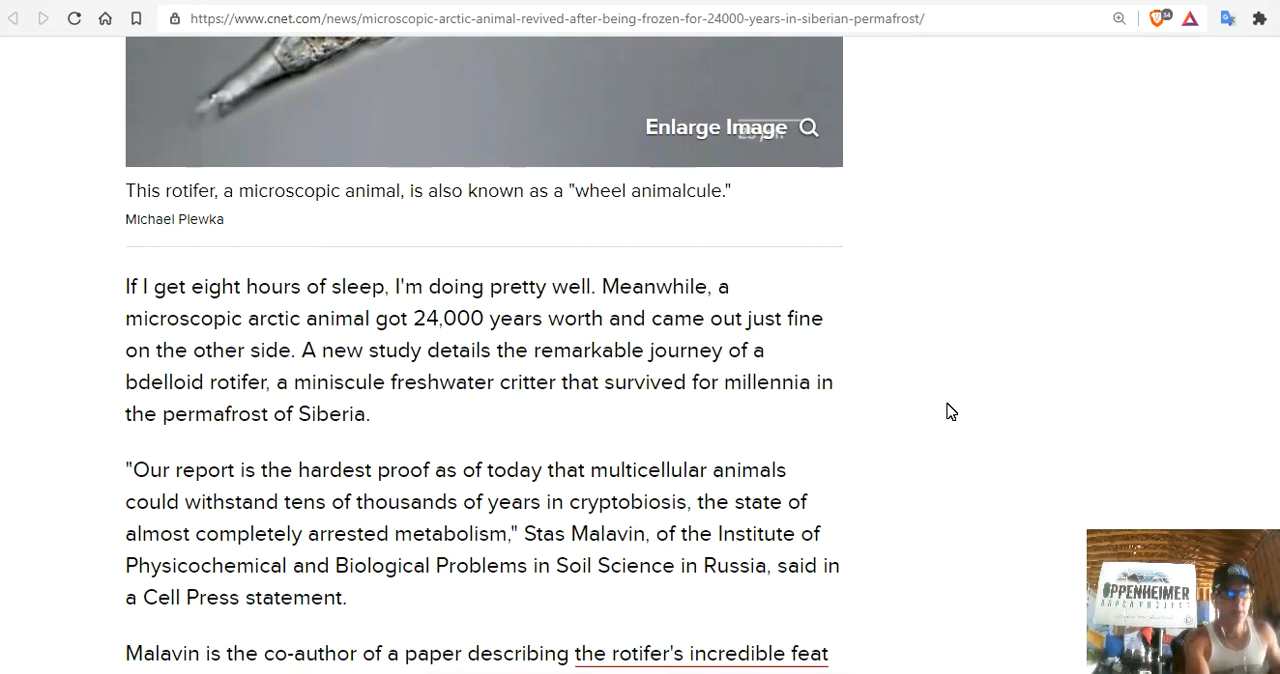 https://www.cnet.com/news/microscopic-arctic-animal-revived-after-being-frozen-for-24000-years-in-siberian-permafrost/
34
Enlarge Image
This rotifer, a microscopic animal, is also known as a "wheel animalcule."
Michael Plewka
If I get eight hours of sleep, I'm doing pretty well. Meanwhile, a
microscopic arctic animal got 24,000 years worth and came out just fine
on the other side. A new study details the remarkable journey of a
bdelloid rotifer, a miniscule freshwater critter that survived for millennia in
the permafrost of Siberia.
"Our report is the hardest proof as of today that multicellular animals
could withstand tens of thousands of years in cryptobiosis, the state of
almost completely arrested metabolism," Stas Malavin, of the Institute of
Physicochemical and Biological Problems in Soil Science in Russia, said in
a Cell Press statement.
Malavin is the co-author of a paper describing the rotifer's incredible feat
OPPENHEIMER